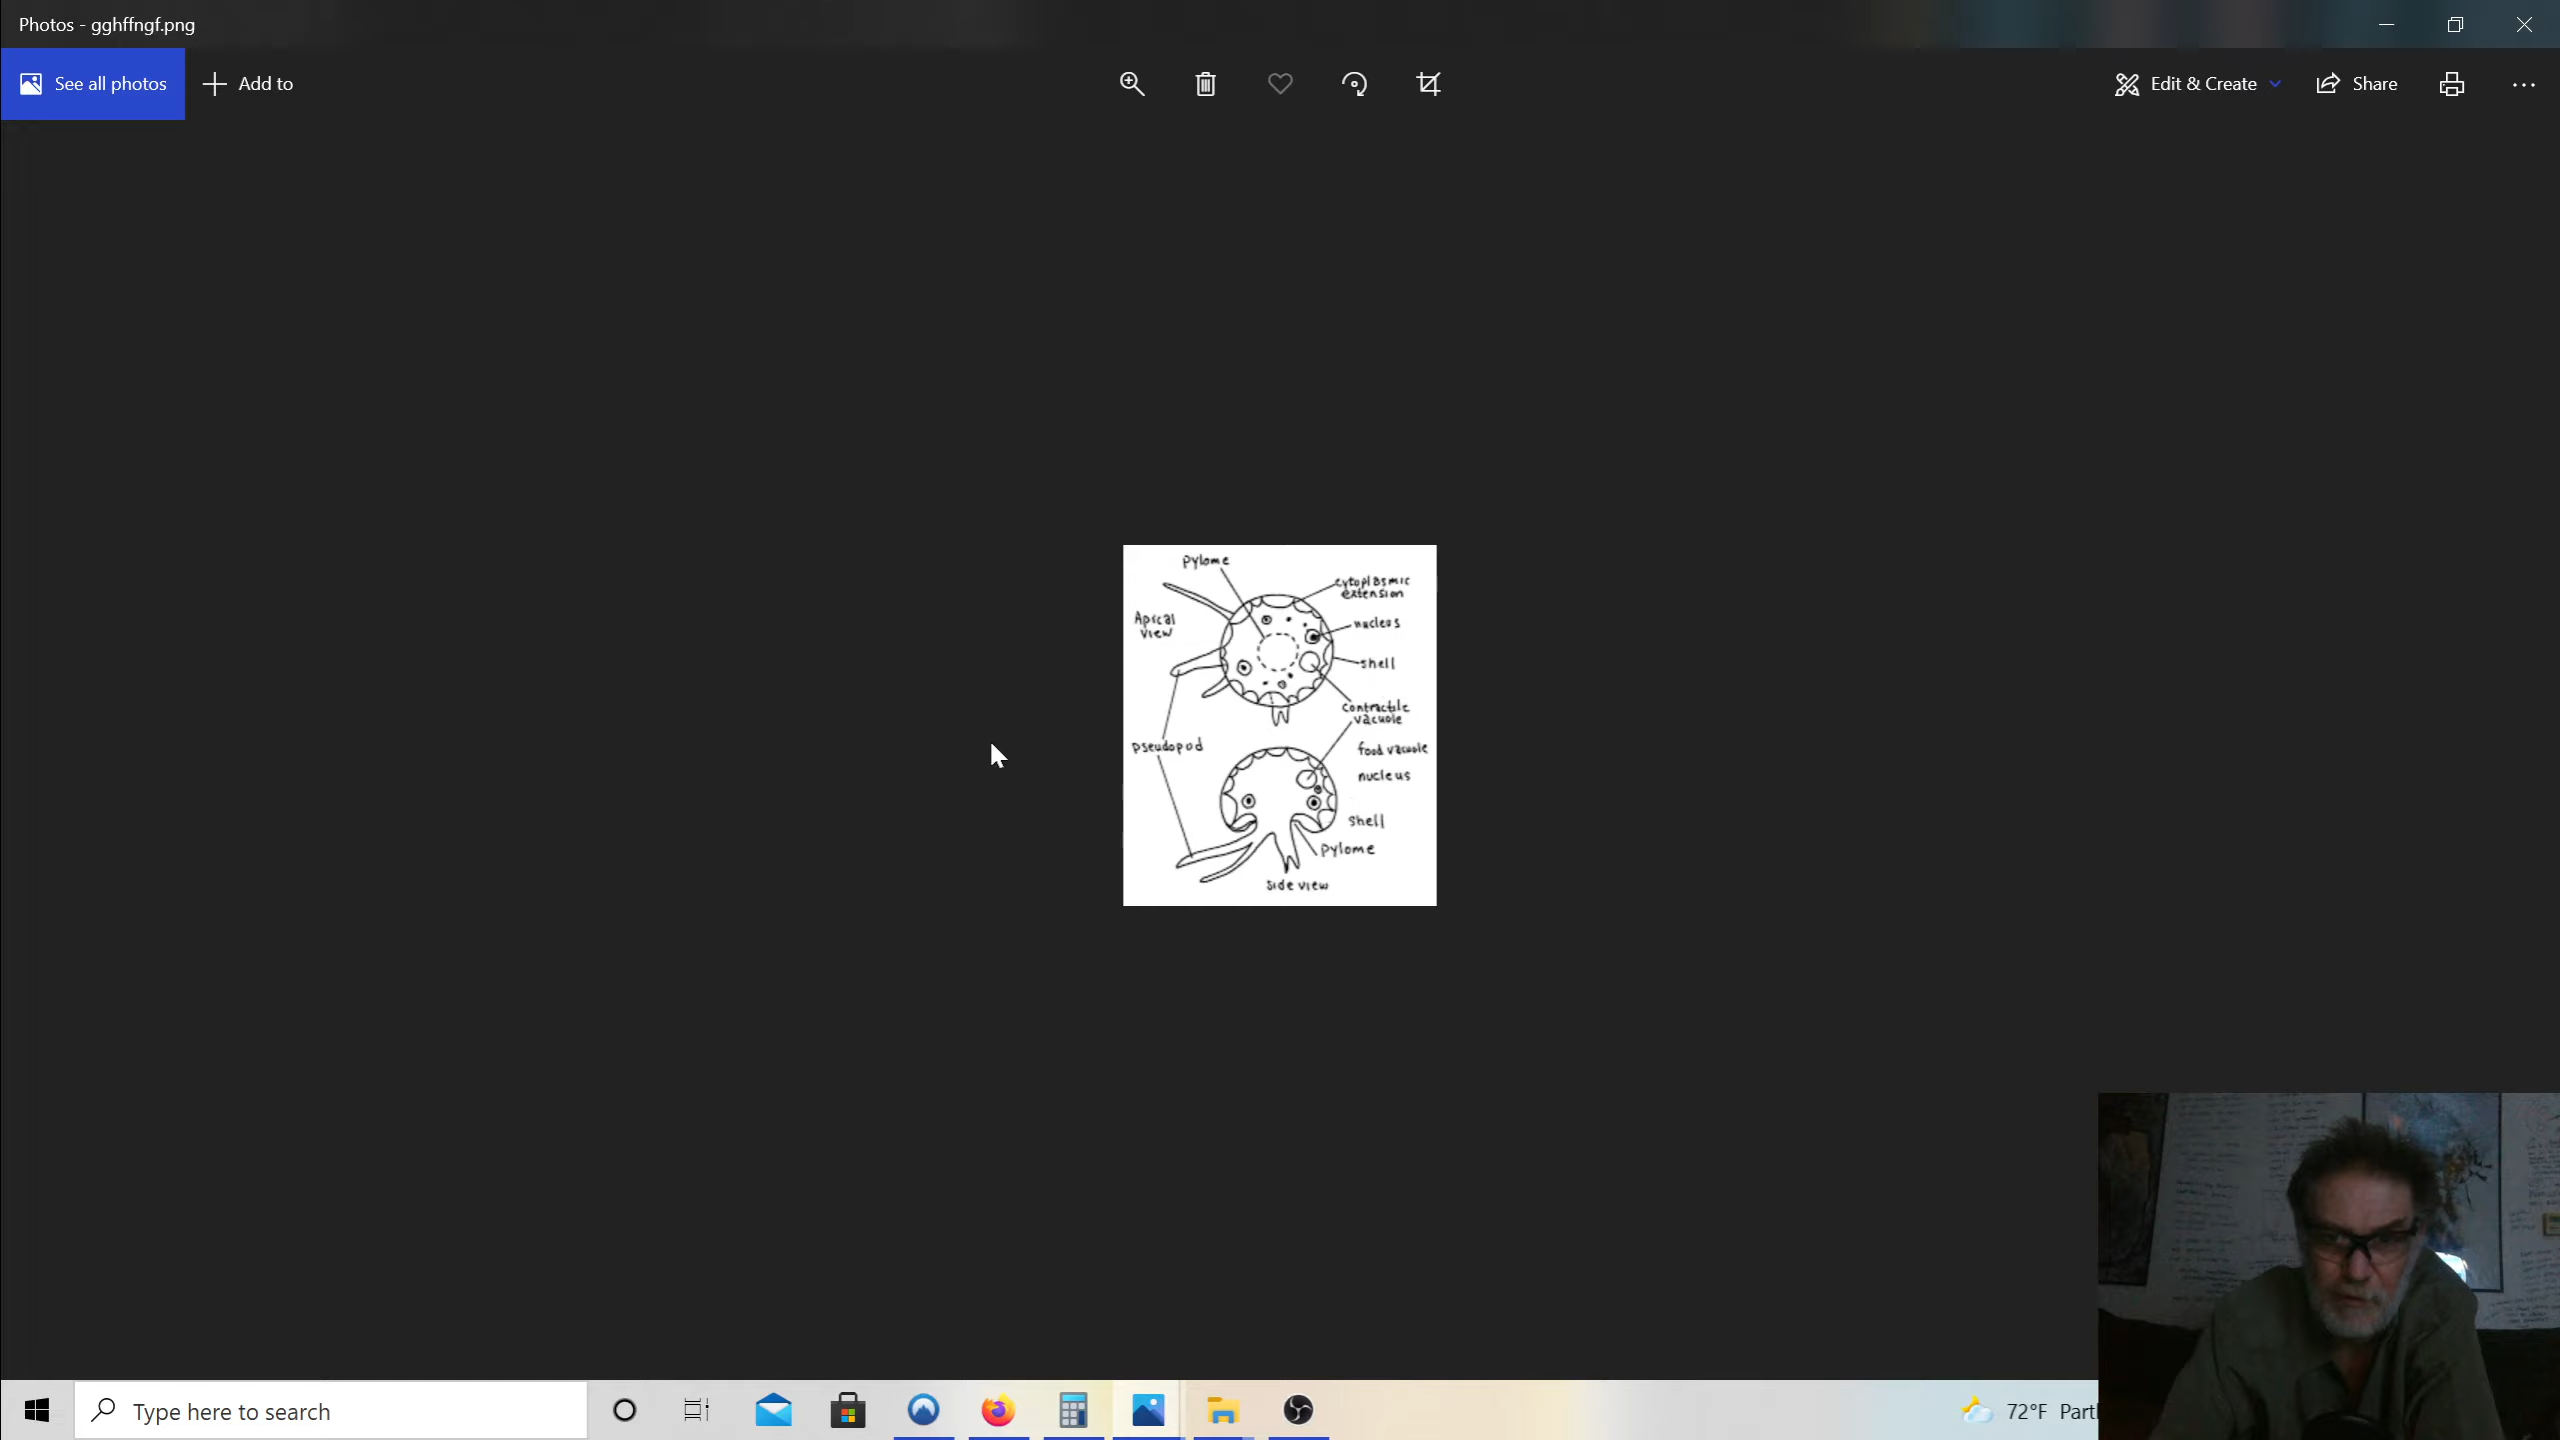 Photos - gghffngf.png
See all photos
Add to
Edit & Create
Share
pylome
cytoplasmic
extension
Apical
view
nucleus
shell
contractile
vacuole
pseudopod
food vacuole
nucleus
shell
pylome
side view
Type here to search
72°F Partl